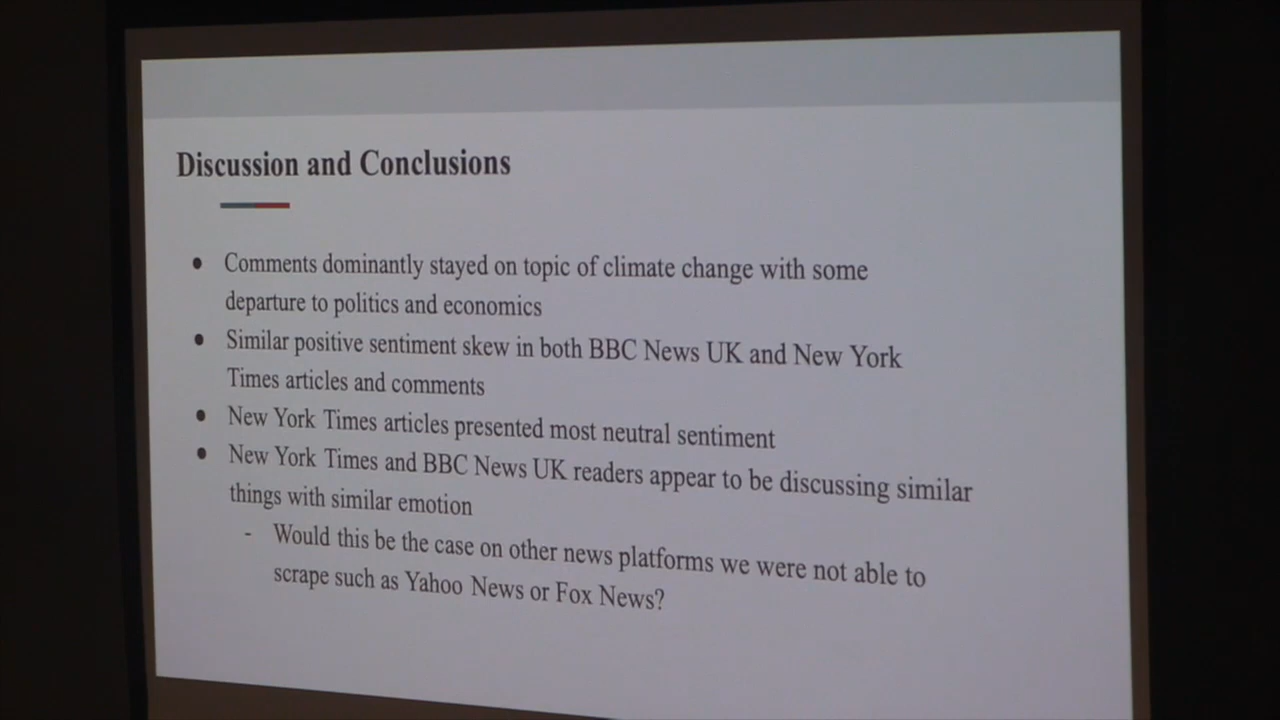 Discussion and Conclusions
● Comments dominantly stayed on topic of climate change with some
departure to politics and economics
● Similar positive sentiment skew in both BBC News UK and New York
Times articles and comments
● New York Times articles presented most neutral sentiment
● New York Times and BBC News UK readers appear to be discussing similar
things with similar emotion
- Would this be the case on other news platforms we were not able to
scrape such as Yahoo News or Fox News?